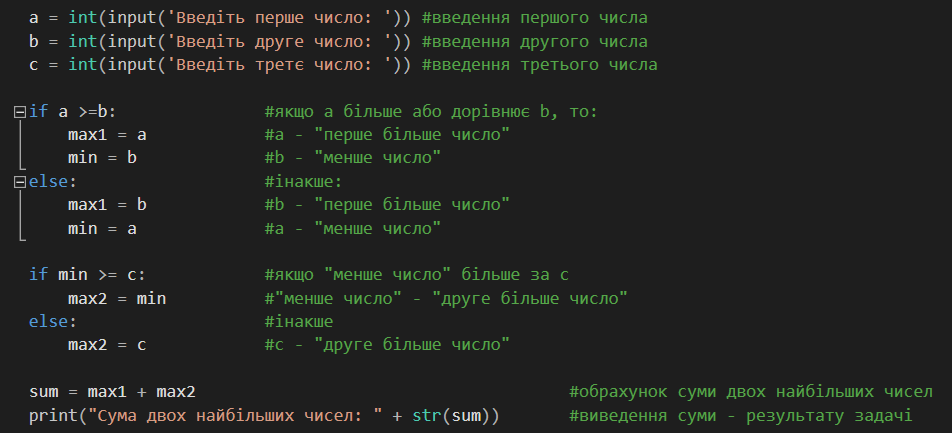 a = int(input('Введіть перше число: ')) #введення першого числа
b = int(input('Введіть друге число: ')) #введення другого числа
c = int(input('Введіть третє число: ')) #введення третього числа
if a >=b: #якщо a більше або дорівнює b, то:
max1 = a #a - "перше більше число"
min = b #b - "менше число"
else: #інакше:
max1 = b #b - "перше більше число"
min = a #a - "менше число"
if min >= c: #якщо "менше число" більше за c
max2 = min #"менше число" - "друге більше число"
else: #інакше
max2 = c #c - "друге більше число"
sum = max1 + max2 #обрахунок суми двох найбільших чисел
print("Сума двох найбільших чисел: " + str(sum)) #виведення суми - результату задачі